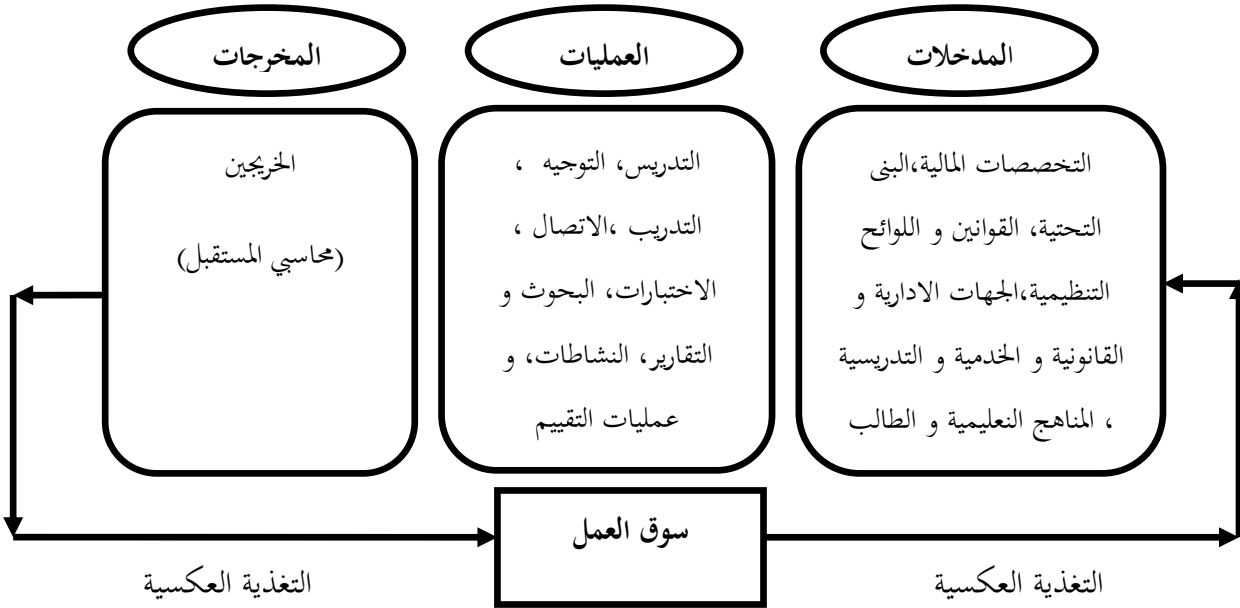 المدخلات
العمليات
المخرجات
التخصصات المالية،البنى
التحتية، القوانين و اللوائح
التنظيمية،الجهات الادارية و
القانونية و الخدمية و التدريسية
، المناهج النعليمية و الطالب
التدريس، التوجيه ،
التدريب ،الاتصال ،
الاختبارات، البحوث و
التقارير، النشاطات، و
عمليات التقييم
الخريجين
(محاسبي المستقبل)
سوق العمل
التغذية العكسية
التغذية العكسية